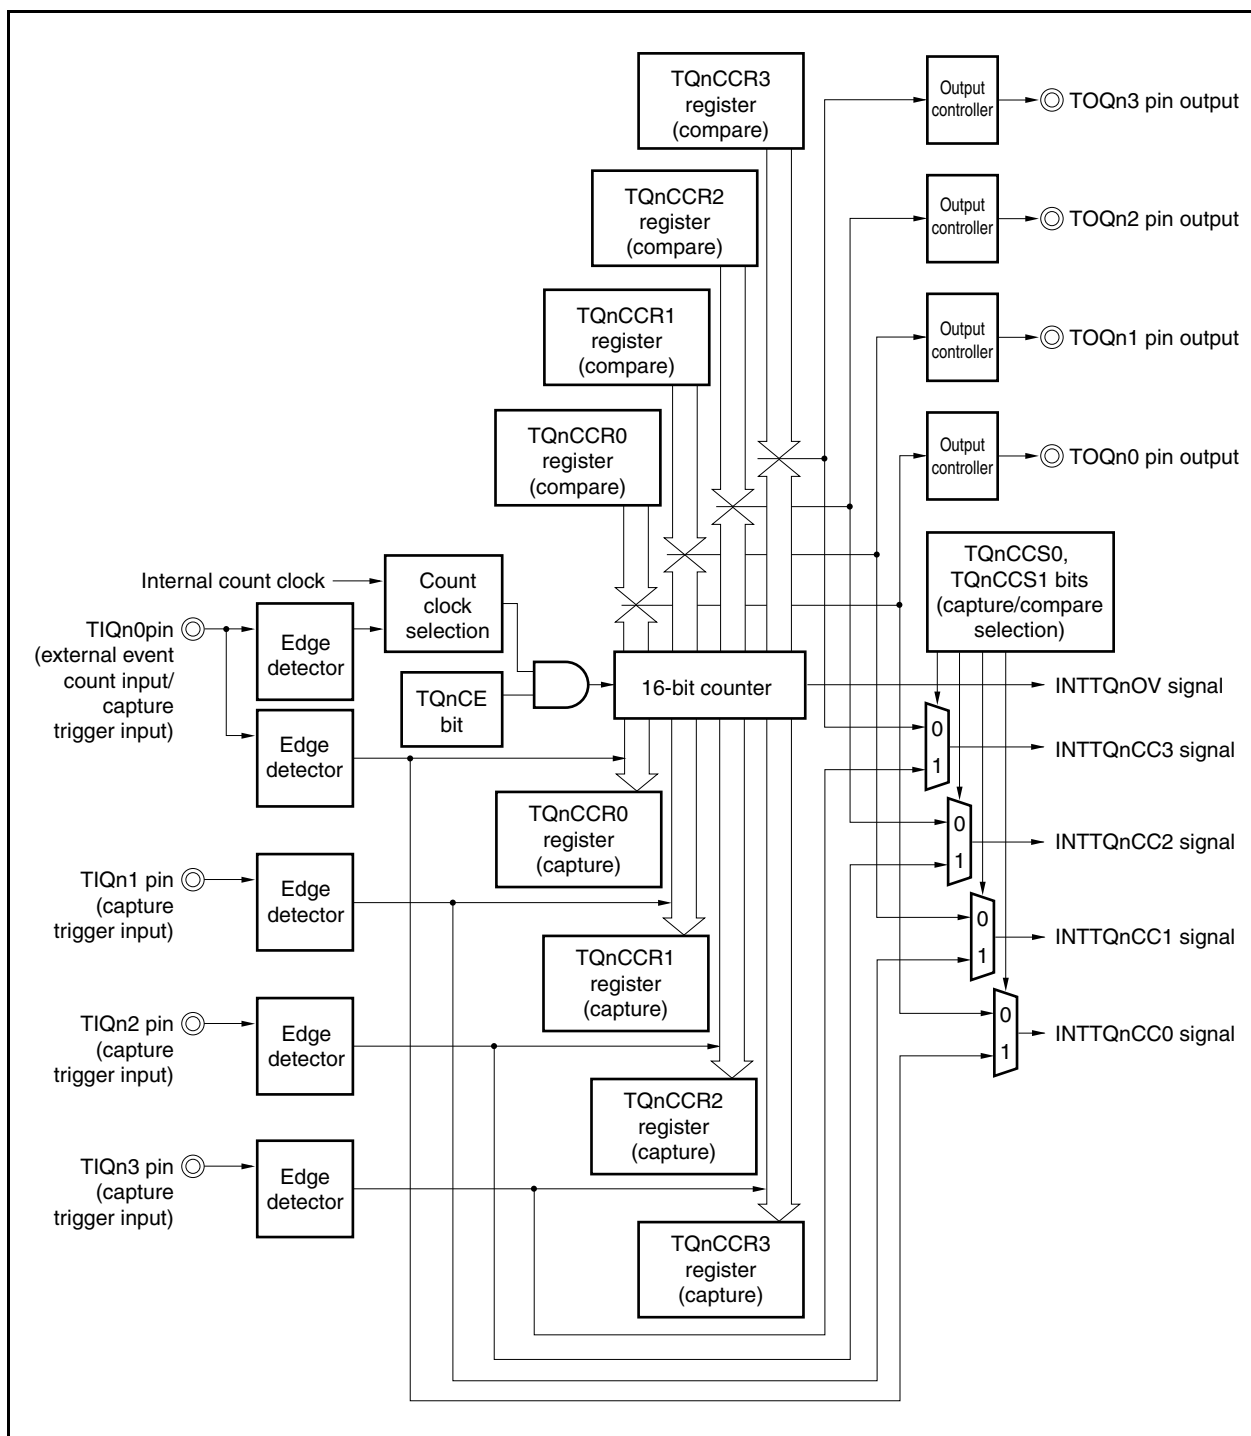 TQnCCR3
register
(compare)
Output
controller
TOQn3 pin output
TQnCCR2
register
(compare)
Output
controller
TOQn2 pin output
TQnCCR1
register
(compare)
Output
controller
TOQn1 pin output
TQnCCR0
register
(compare)
Output
controller
TOQn0 pin output
TQnCCS0,
TQnCCS1 bits
(capture/compare
selection)
Internal count clock
Count
clock
selection
TIQn0pin
(external event
count input/
capture
trigger input)
Edge
detector
TQnCE
bit
16-bit counter
INTTQnOV signal
Edge
detector
0
1
INTTQnCC3 signal
TQnCCR0
register
(capture)
0
1
INTTQnCC2 signal
TIQn1 pin
(capture
trigger input)
Edge
detector
0
1
INTTQnCC1 signal
TQnCCR1
register
(capture)
TIQn2 pin
(capture
trigger input)
Edge
detector
0
1
INTTQnCC0 signal
TQnCCR2
register
(capture)
TIQn3 pin
(capture
trigger input)
Edge
detector
TQnCCR3
register
(capture)